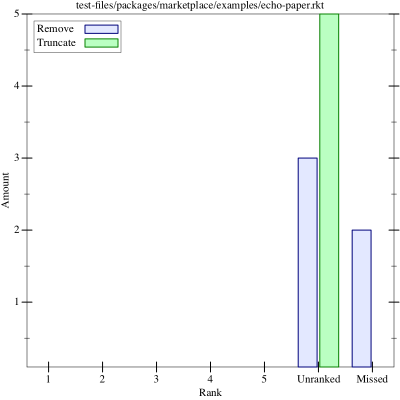 test-files/packages/marketplace/examples/echo-paper.rkt
Remove
Truncate
5
4
3
2
1
Amount
1 2 3 4 5 Unranked Missed
Rank